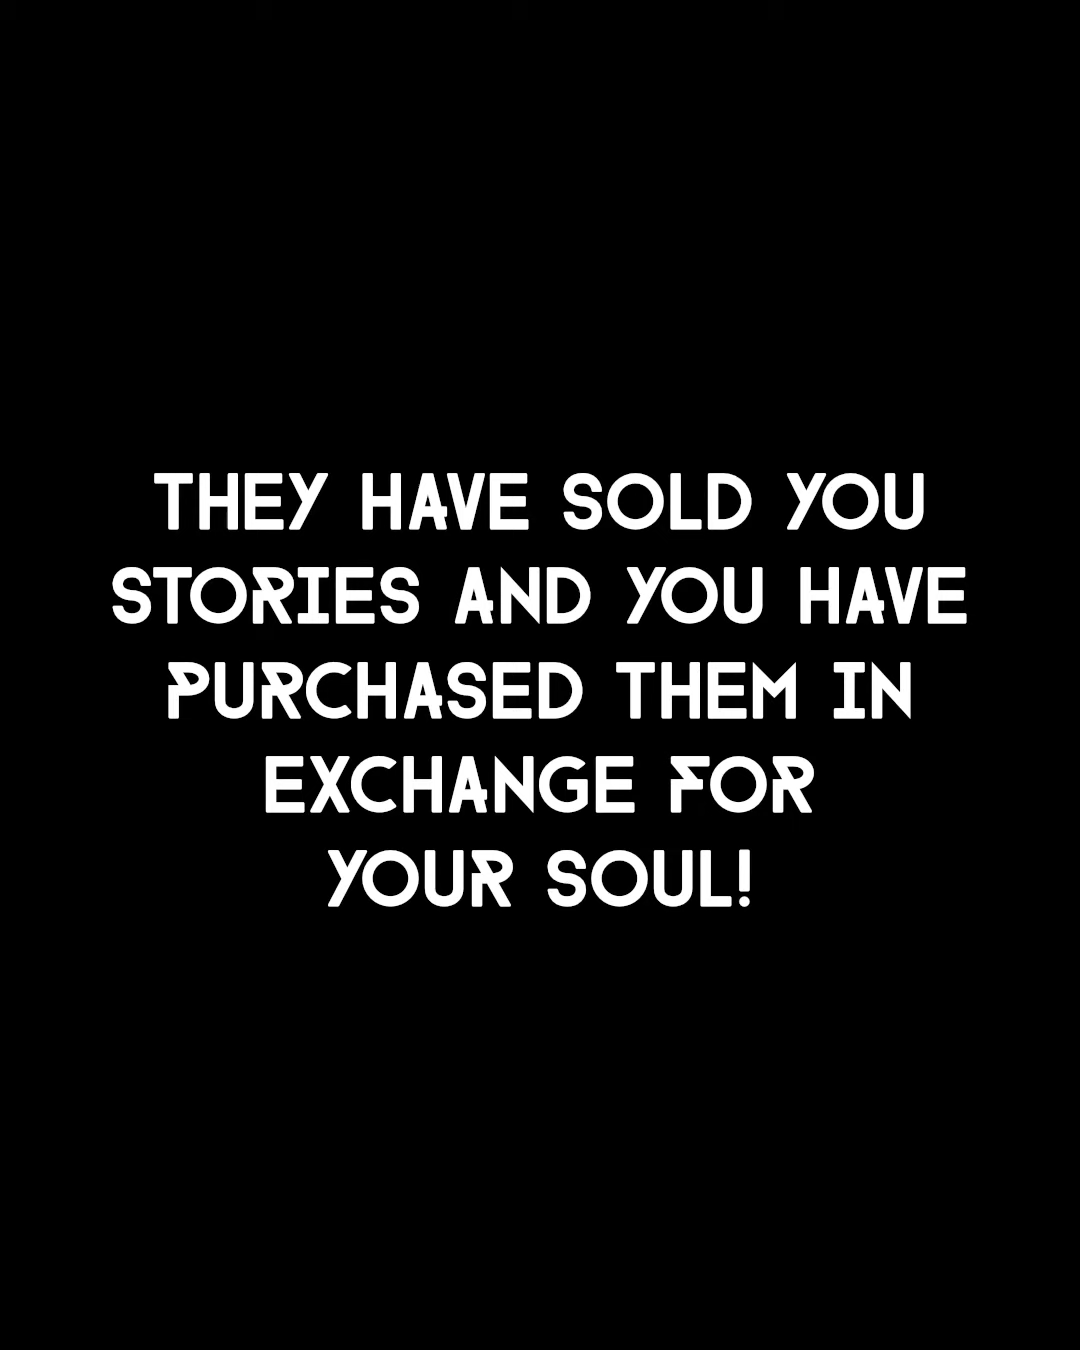 THEY HAVE SOLD YOU
STORIES AND YOU HAVE
PURCHASED THEM IN
EXCHANGE FOR
YOUR SOUL!